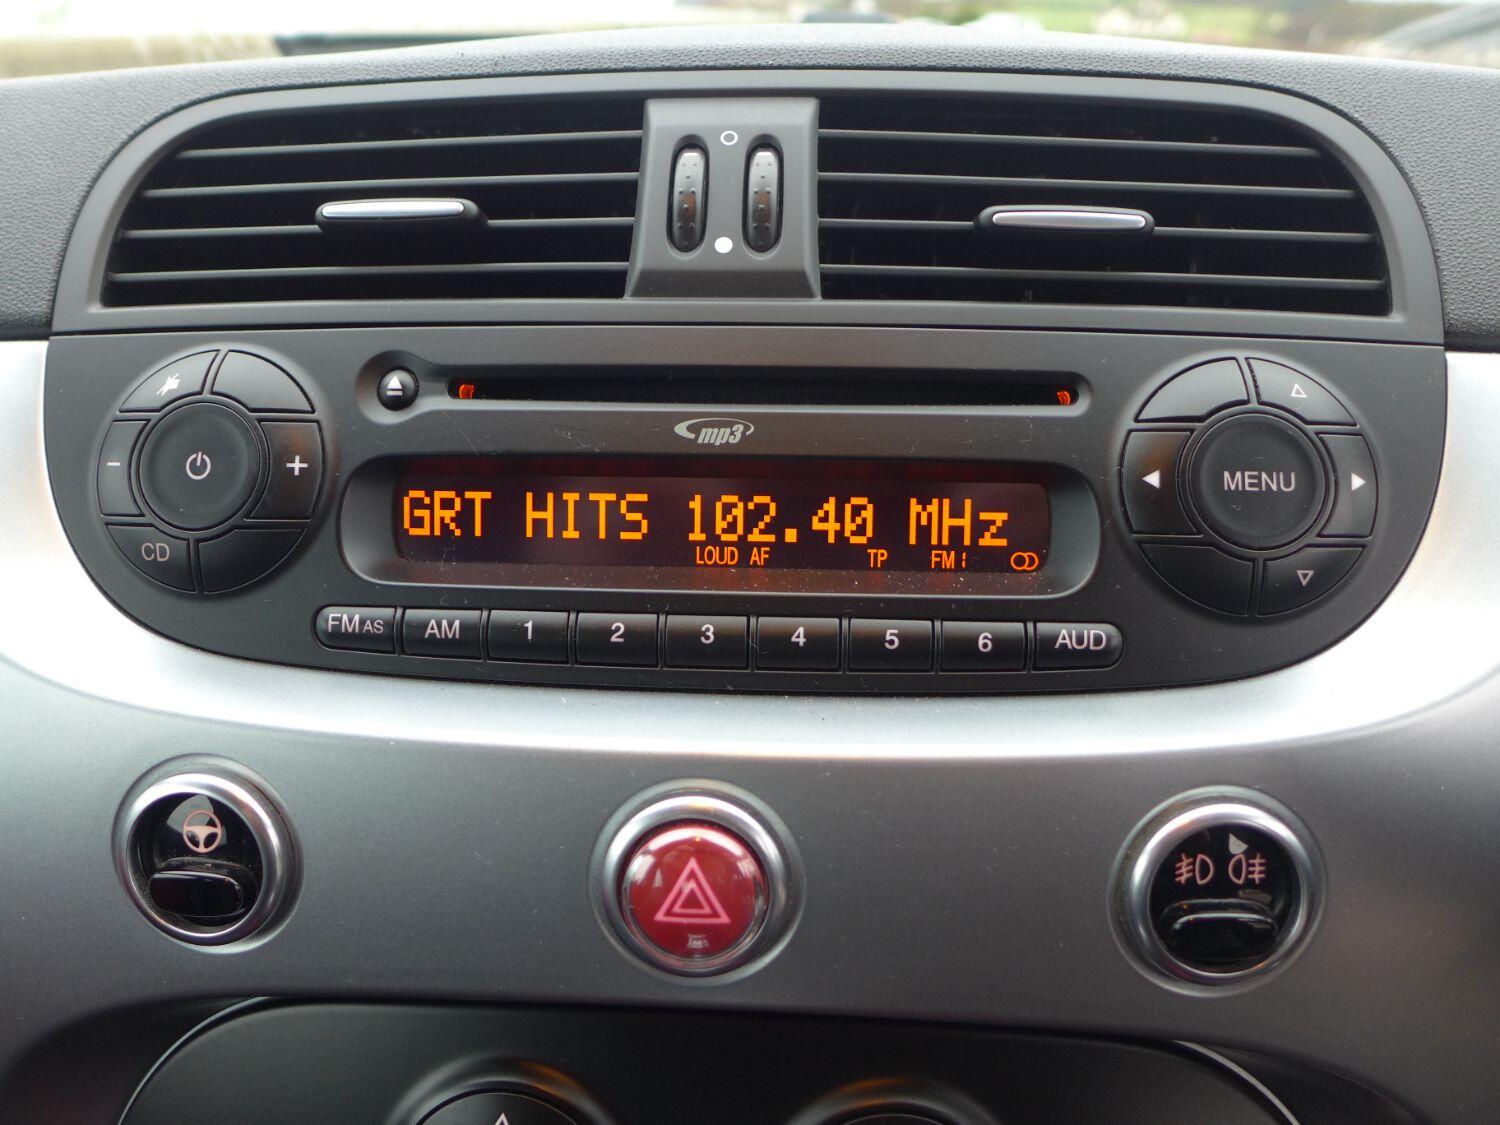 mp3
GRT HITS 102.40 MHz
LOUD AF TP FM1
CD
MENU
FM AS AM 1 2 3 4 5 6 AUD